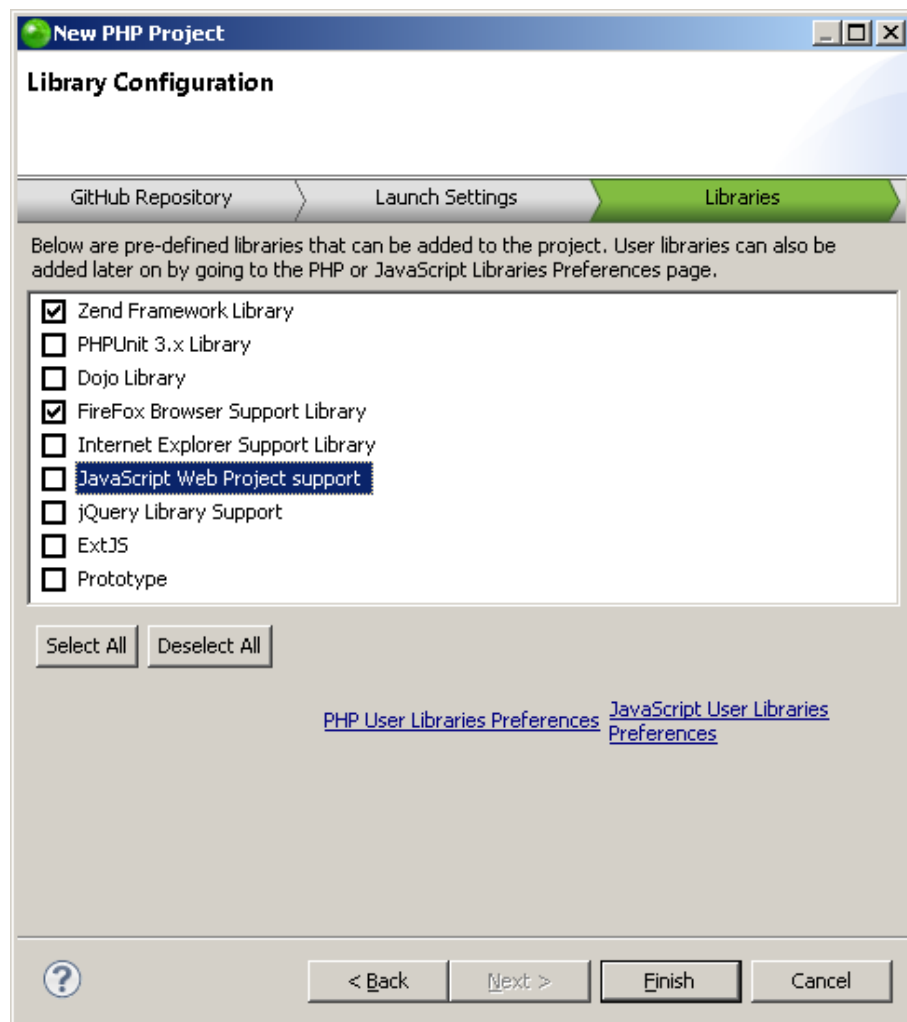 New PHP Project
Library Configuration
GitHub Repository
Launch Settings
Libraries
Below are pre-defined libraries that can be added to the project. User libraries can also be
added later on by going to the PHP or JavaScript Libraries Preferences page.
Zend Framework Library
PHPUnit 3.x Library
Dojo Library
FireFox Browser Support Library
Internet Explorer Support Library
JavaScript Web Project support
jQuery Library Support
ExtJS
Prototype
Select All
Deselect All
PHP User Libraries Preferences
JavaScript User Libraries
Preferences
?
< Back
Next >
Finish
Cancel